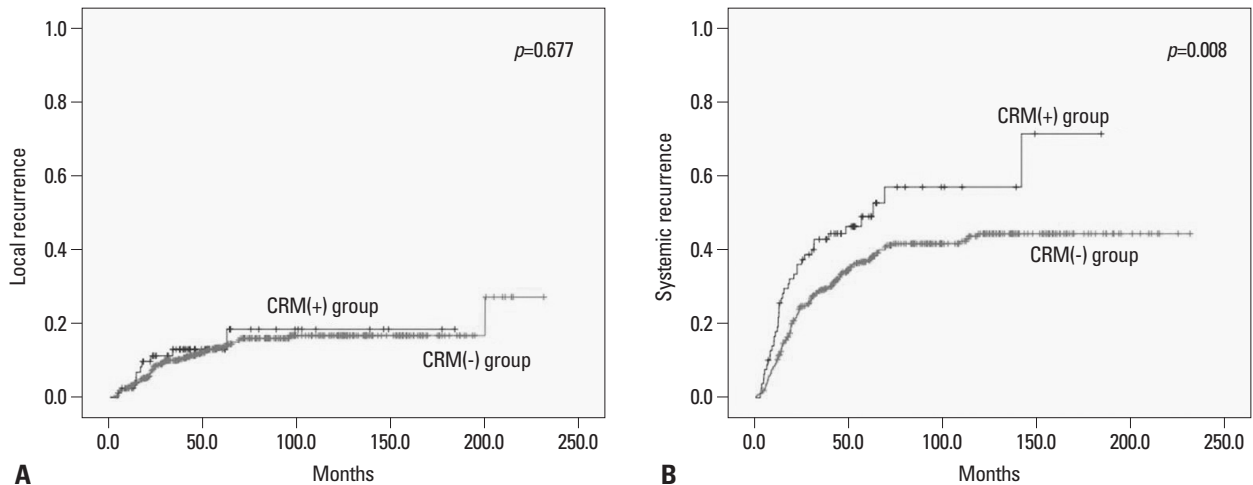 1.0
0.8
0.6
0.4
0.2
0.0
Local recurrence
p=0.677
CRM(+) group
CRM(-) group
0.0 50.0 100.0 150.0 200.0 250.0
Months
A
1.0
0.8
0.6
0.4
0.2
0.0
Systemic recurrence
p=0.008
CRM(+) group
CRM(-) group
0.0 50.0 100.0 150.0 200.0 250.0
Months
B